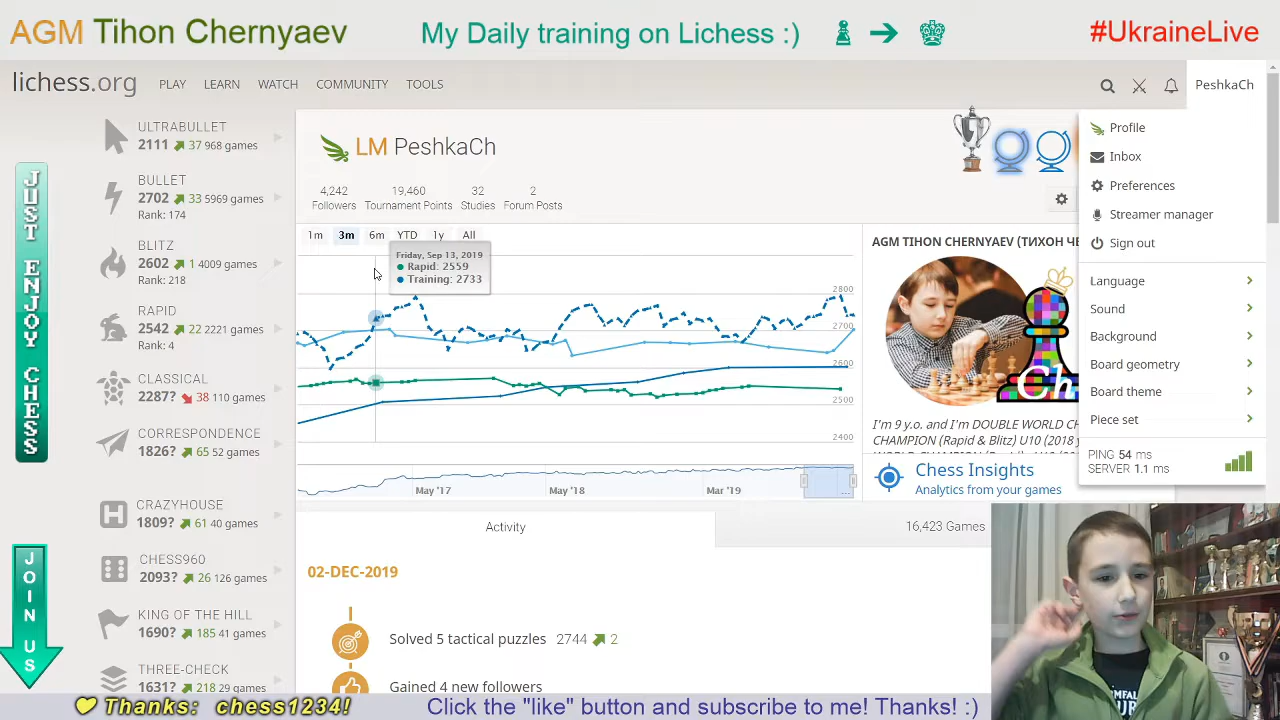 AGM Tihon Chernyaev
My Daily training on Lichess :)
#UkraineLive
lichess.org
PLAY
LEARN
WATCH
COMMUNITY
TOOLS
PeshkaCh
JUST ENJOY CHESS
JOIN US
ULTRABULLET
2111 37 968 games
BULLET
2702 33 5969 games
Rank: 174
BLITZ
2602 1 4009 games
Rank: 218
RAPID
2542 22 2221 games
Rank: 4
CLASSICAL
2287? 38 110 games
CORRESPONDENCE
1826? 65 52 games
CRAZYHOUSE
1809? 61 40 games
CHESS960
2093? 26 126 games
KING OF THE HILL
1690? 185 41 games
THREE-CHECK
1631? 218 29 games
LM PeshkaCh
4,242 Followers
19,460 Tournament Points
32 Studies
2 Forum Posts
1m 3m 6m YTD 1y All
Friday, Sep 13, 2019
Rapid: 2559
Training: 2733
2800
2700
2600
2500
2400
May '17
May '18
Mar '19
...
AGM TIHON CHERNYAEV (ТИХОН ЧЕ
Ch
I'm 9 y.o. and I'm DOUBLE WORLD CH
CHAMPION (Rapid & Blitz) U10 (2018 y
Chess Insights
Analytics from your games
Profile
Inbox
Preferences
Streamer manager
Sign out
Language
Sound
Background
Board geometry
Board theme
Piece set
PING 54 ms
SERVER 1.1 ms
Activity
16,423 Games
02-DEC-2019
Solved 5 tactical puzzles 2744 2
Gained 4 new followers
Thanks: chess1234!
Click the "like" button and subscribe to me! Thanks! :)